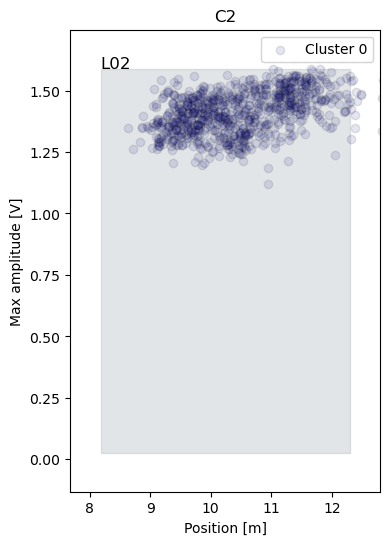 C2
L02
Cluster 0
1.50
1.25
1.00
0.75
0.50
0.25
0.00
Max amplitude [V]
8 9 10 11 12
Position [m]